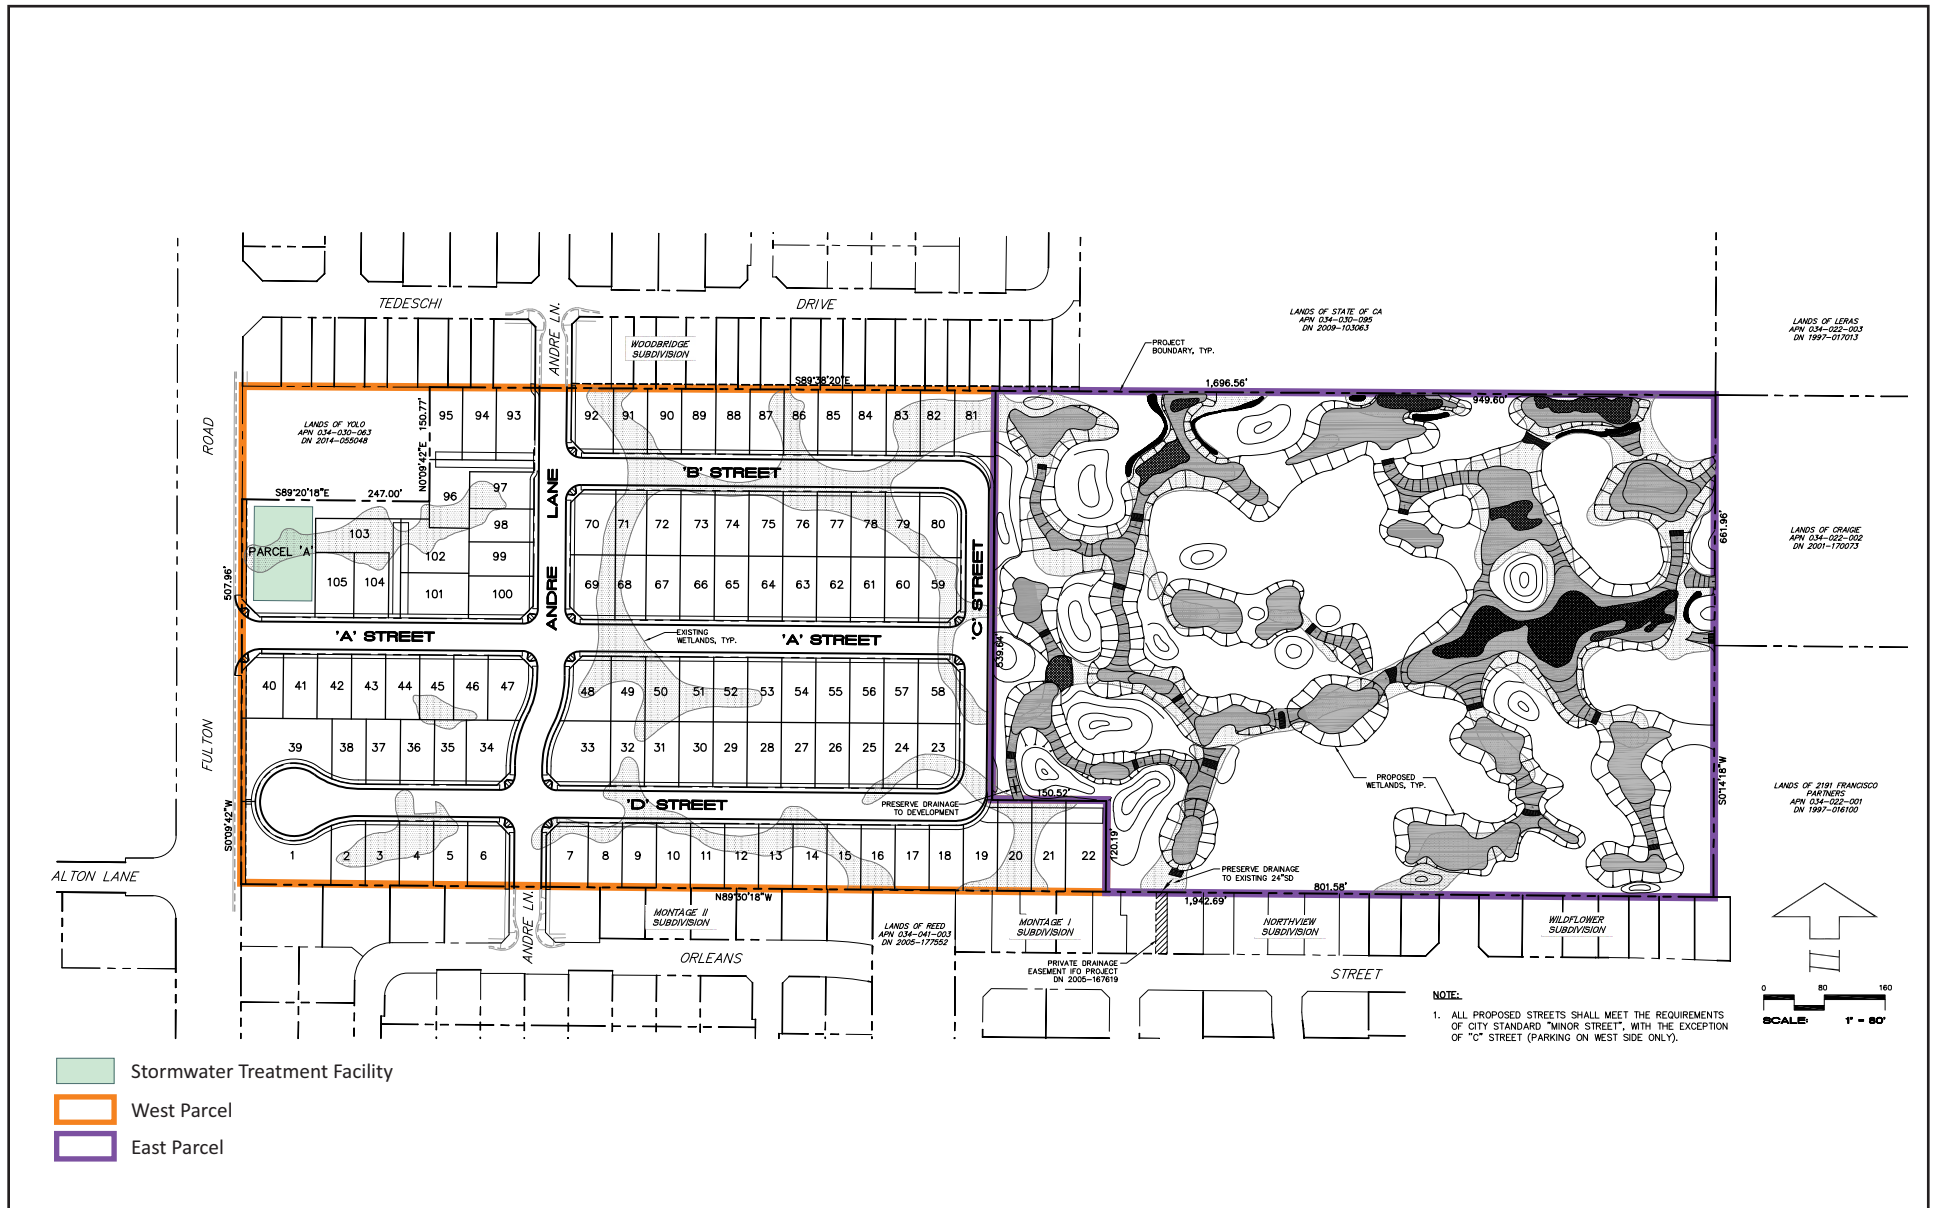 TEDESCHI
DRIVE
ANDRE LN.
WOODBRIDGE
SUBDIVISION
LANDS OF STATE OF CA
APN 034-030-095
DN 2009-103063
LANDS OF LERAS
APN 034-022-003
DN 1997-017013
PROJECT
BOUNDARY, TYP.
S89°38'20"E
1,696.56'
949.60'
ROAD
LANDS OF YOLO
APN 034-030-063
DN 2014-055048
N0°09'42"E 150.77'
95 94 93
92 91 90 89 88 87 86 85 84 83 82 81
'B' STREET
S89°20'18"E 247.00'
96 97
98
99
100
101
102
103
104
105
PARCEL 'A'
507.96'
ANDRE LANE
70 71 72 73 74 75 76 77 78 79 80
69 68 67 66 65 64 63 62 61 60 59
'C' STREET
661.96'
LANDS OF CRAIGIE
APN 034-022-002
DN 2001-170073
'A' STREET
EXISTING
WETLANDS, TYP.
'A' STREET
539.64'
40 41 42 43 44 45 46 47
48 49 50 51 52 53 54 55 56 57 58
39 38 37 36 35 34
33 32 31 30 29 28 27 26 25 24 23
FULTON
S0°09'42"W
'D' STREET
PRESERVE DRAINAGE
TO DEVELOPMENT
150.52'
120.19'
PROPOSED
WETLANDS, TYP.
S0°14'18"W
LANDS OF 2191 FRANCISCO
PARTNERS
APN 034-022-001
DN 1997-016100
1 2 3 4 5 6 7 8 9 10 11 12 13 14 15 16 17 18 19 20 21 22
ALTON LANE
PRESERVE DRAINAGE
TO EXISTING 24"SD
N89°30'18"W
801.58'
1,942.69'
ANDRE LN.
MONTAGE II
SUBDIVISION
LANDS OF REED
APN 034-041-003
DN 2005-177552
MONTAGE I
SUBDIVISION
NORTHVIEW
SUBDIVISION
WILDFLOWER
SUBDIVISION
ORLEANS
STREET
PRIVATE DRAINAGE
EASEMENT IFO PROJECT
DN 2005-167619
NOTE:
1. ALL PROPOSED STREETS SHALL MEET THE REQUIREMENTS
OF CITY STANDARD "MINOR STREET", WITH THE EXCEPTION
OF "C" STREET (PARKING ON WEST SIDE ONLY).
0 80 160
SCALE: 1" = 80'
Stormwater Treatment Facility
West Parcel
East Parcel